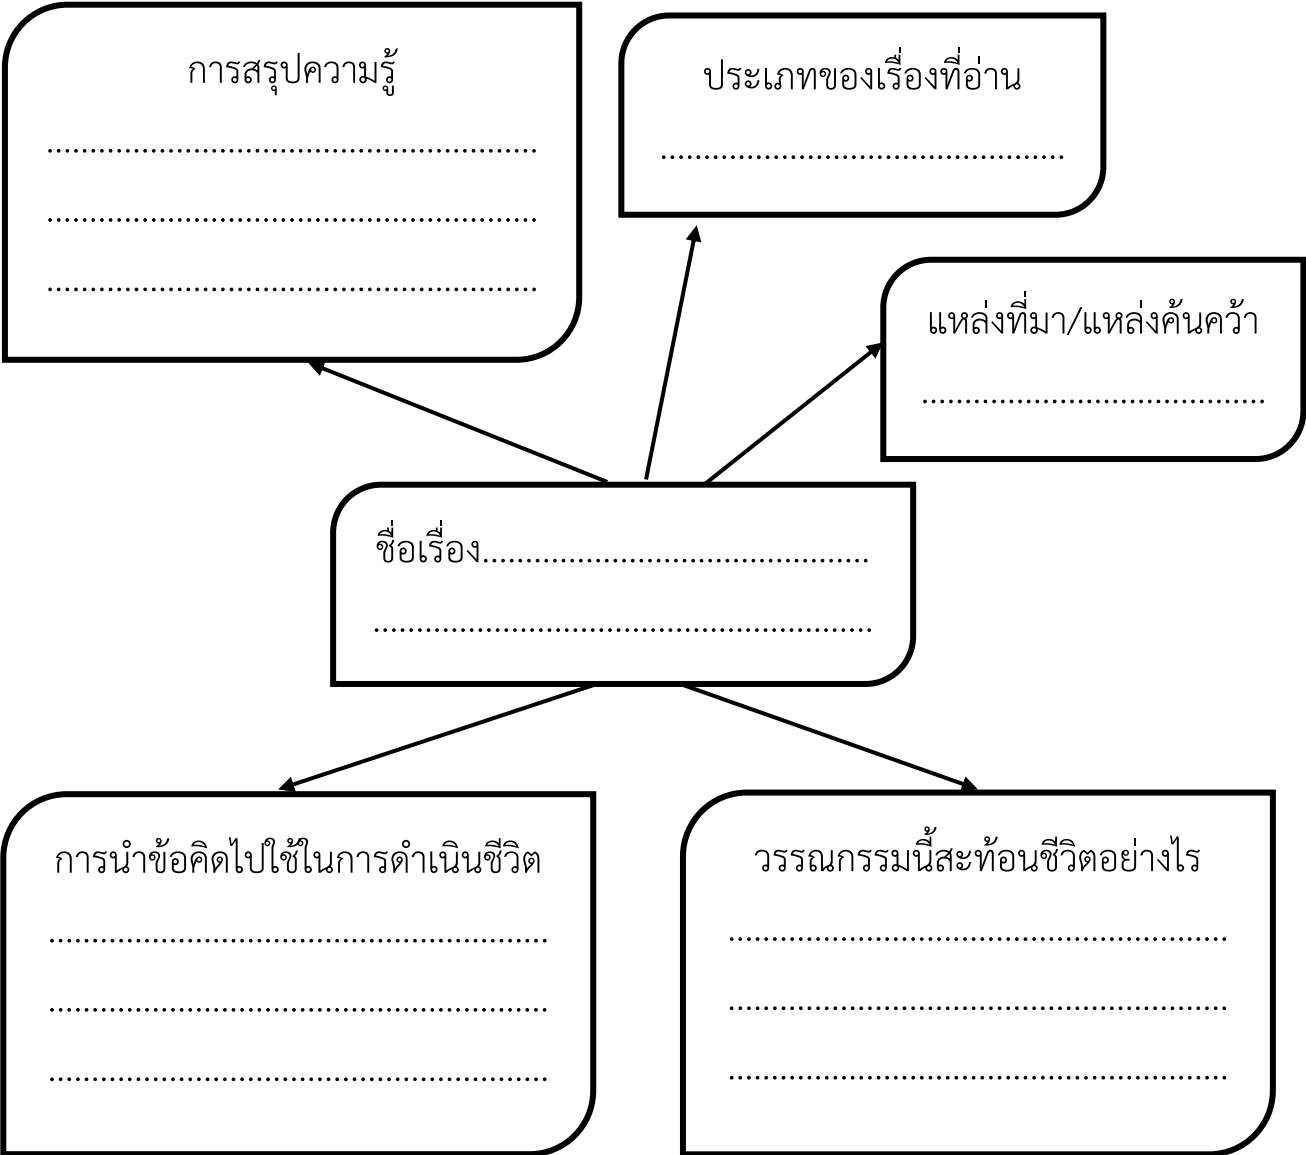 การสรุปความรู้
........................................................
........................................................
........................................................
ประเภทของเรื่องที่อ่าน
..............................................
แหล่งที่มา/แหล่งค้นคว้า
.......................................
ชื่อเรื่อง............................................
.........................................................
การนำข้อคิดไปใช้ในการดำเนินชีวิต
.........................................................
.........................................................
.........................................................
วรรณกรรมนี้สะท้อนชีวิตอย่างไร
.........................................................
.........................................................
.........................................................